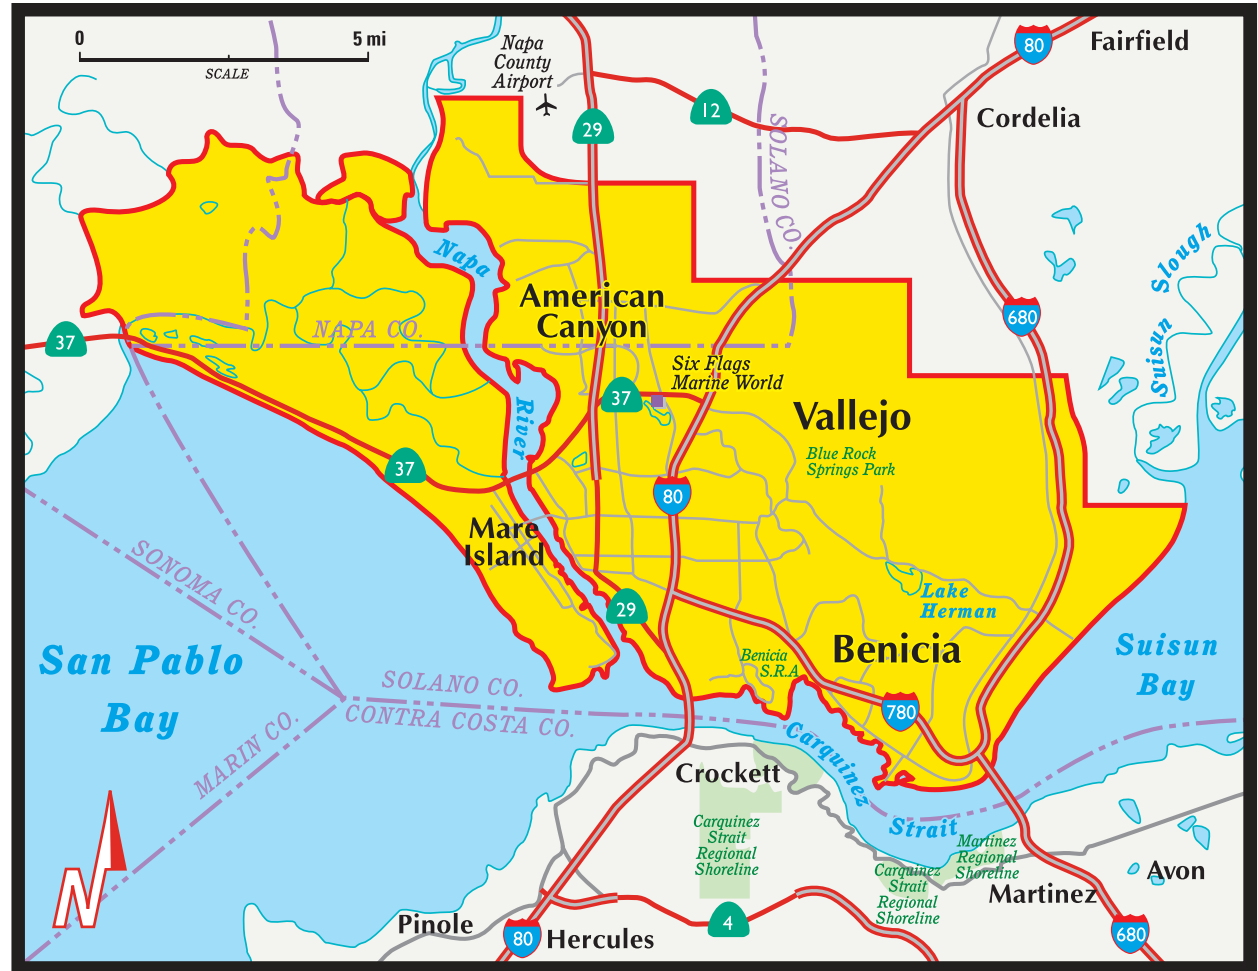 0 5 mi
SCALE
Napa
County
Airport
80
Fairfield
12
29
Cordelia
SOLANO CO.
Napa
Suisun Slough
American
Canyon
680
37
NAPA CO.
Six Flags
Marine World
37
Vallejo
River
Blue Rock
Springs Park
37
80
Mare
Island
SONOMA CO.
Lake
Herman
29
San Pablo
Bay
Benicia
Suisun
Bay
Benicia
S.R.A
SOLANO CO.
CONTRA COSTA CO.
780
MARIN CO.
Carquinez
Strait
Crockett
Carquinez
Strait
Regional
Shoreline
Martinez
Regional
Shoreline
Carquinez
Strait
Regional
Shoreline
Avon
Martinez
N
Pinole
80
Hercules
4
680